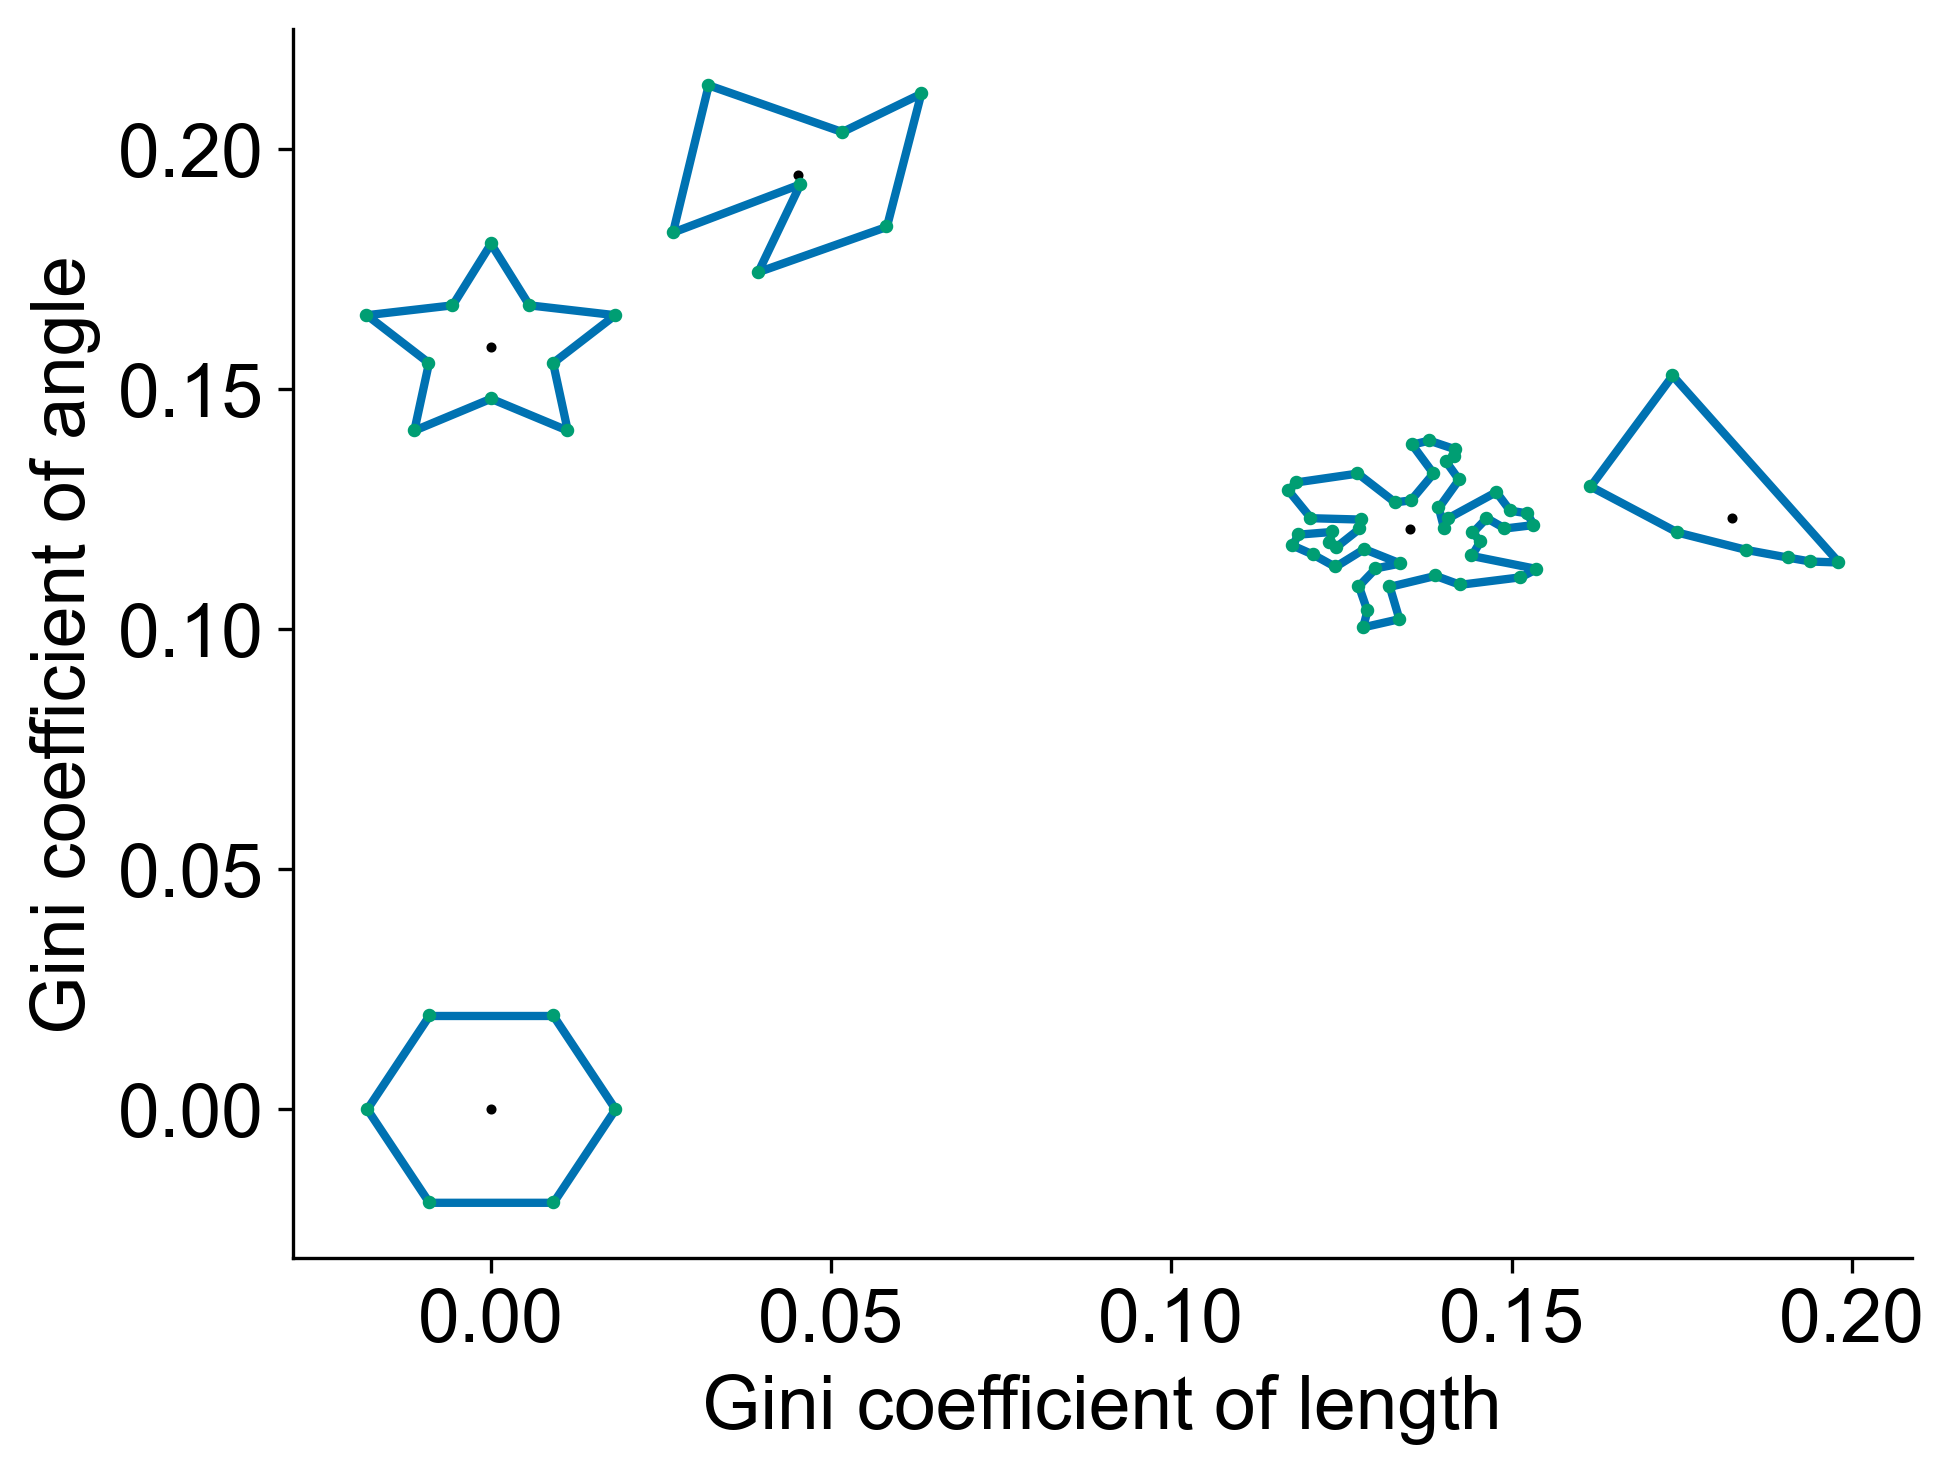 Gini coefficient of angle
0.20
0.15
0.10
0.05
0.00
0.00 0.05 0.10 0.15 0.20
Gini coefficient of length